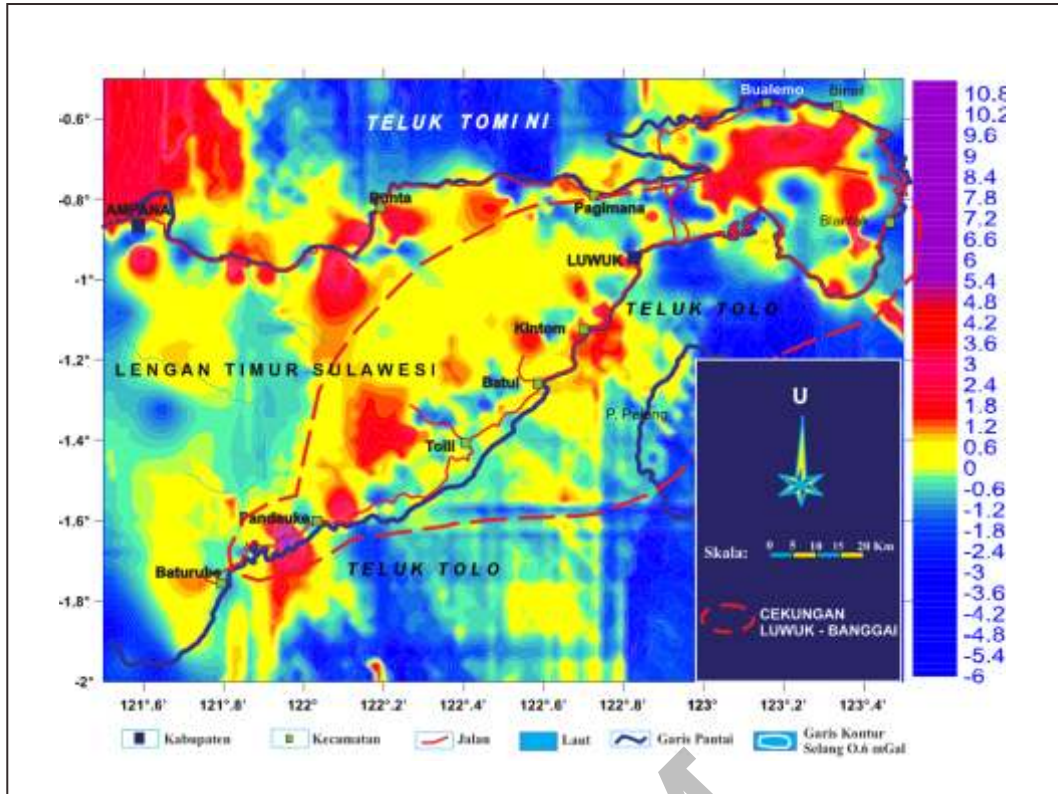 TELUK TOMINI
Bualemo
AMPANA
Pagimana
LUWUK
TELUK TOLO
Kintom
LENGAN TIMUR SULAWESI
Batui
P. Peleng
Toili
Pandauke
Baturube
TELUK TOLO
-0.6°
-0.8°
-1°
-1.2°
-1.4°
-1.6°
-1.8°
-2°
121°.6'
121°.8'
122°
122°.2'
122°.4'
122°.6'
122°.8'
123°
123°.2'
123°.4'
10.8
10.2
9.6
9
8.4
7.8
7.2
6.6
6
5.4
4.8
4.2
3.6
3
2.4
1.8
1.2
0.6
0
-0.6
-1.2
-1.8
-2.4
-3
-3.6
-4.2
-4.8
-5.4
-6
U
Skala: 0 5 10 15 20 Km
CEKUNGAN
LUWUK - BANGGAI
Kabupaten
Kecamatan
Jalan
Laut
Garis Pantai
Garis Kontur
Selang O.6 mGal